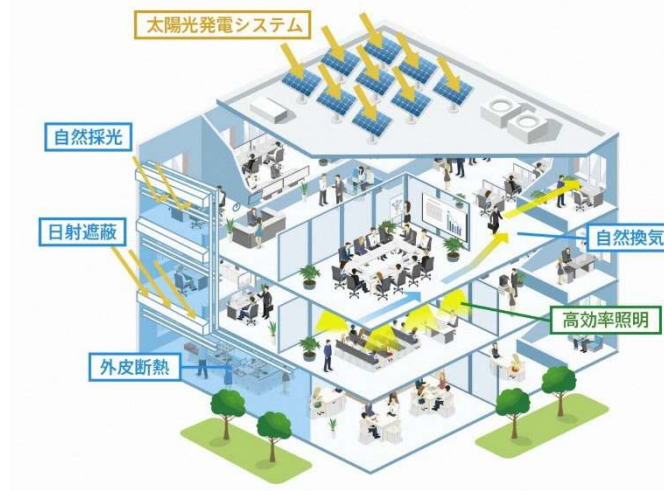 太陽光発電システム
自然採光
日射遮蔽
自然換気
高効率照明
外皮断熱